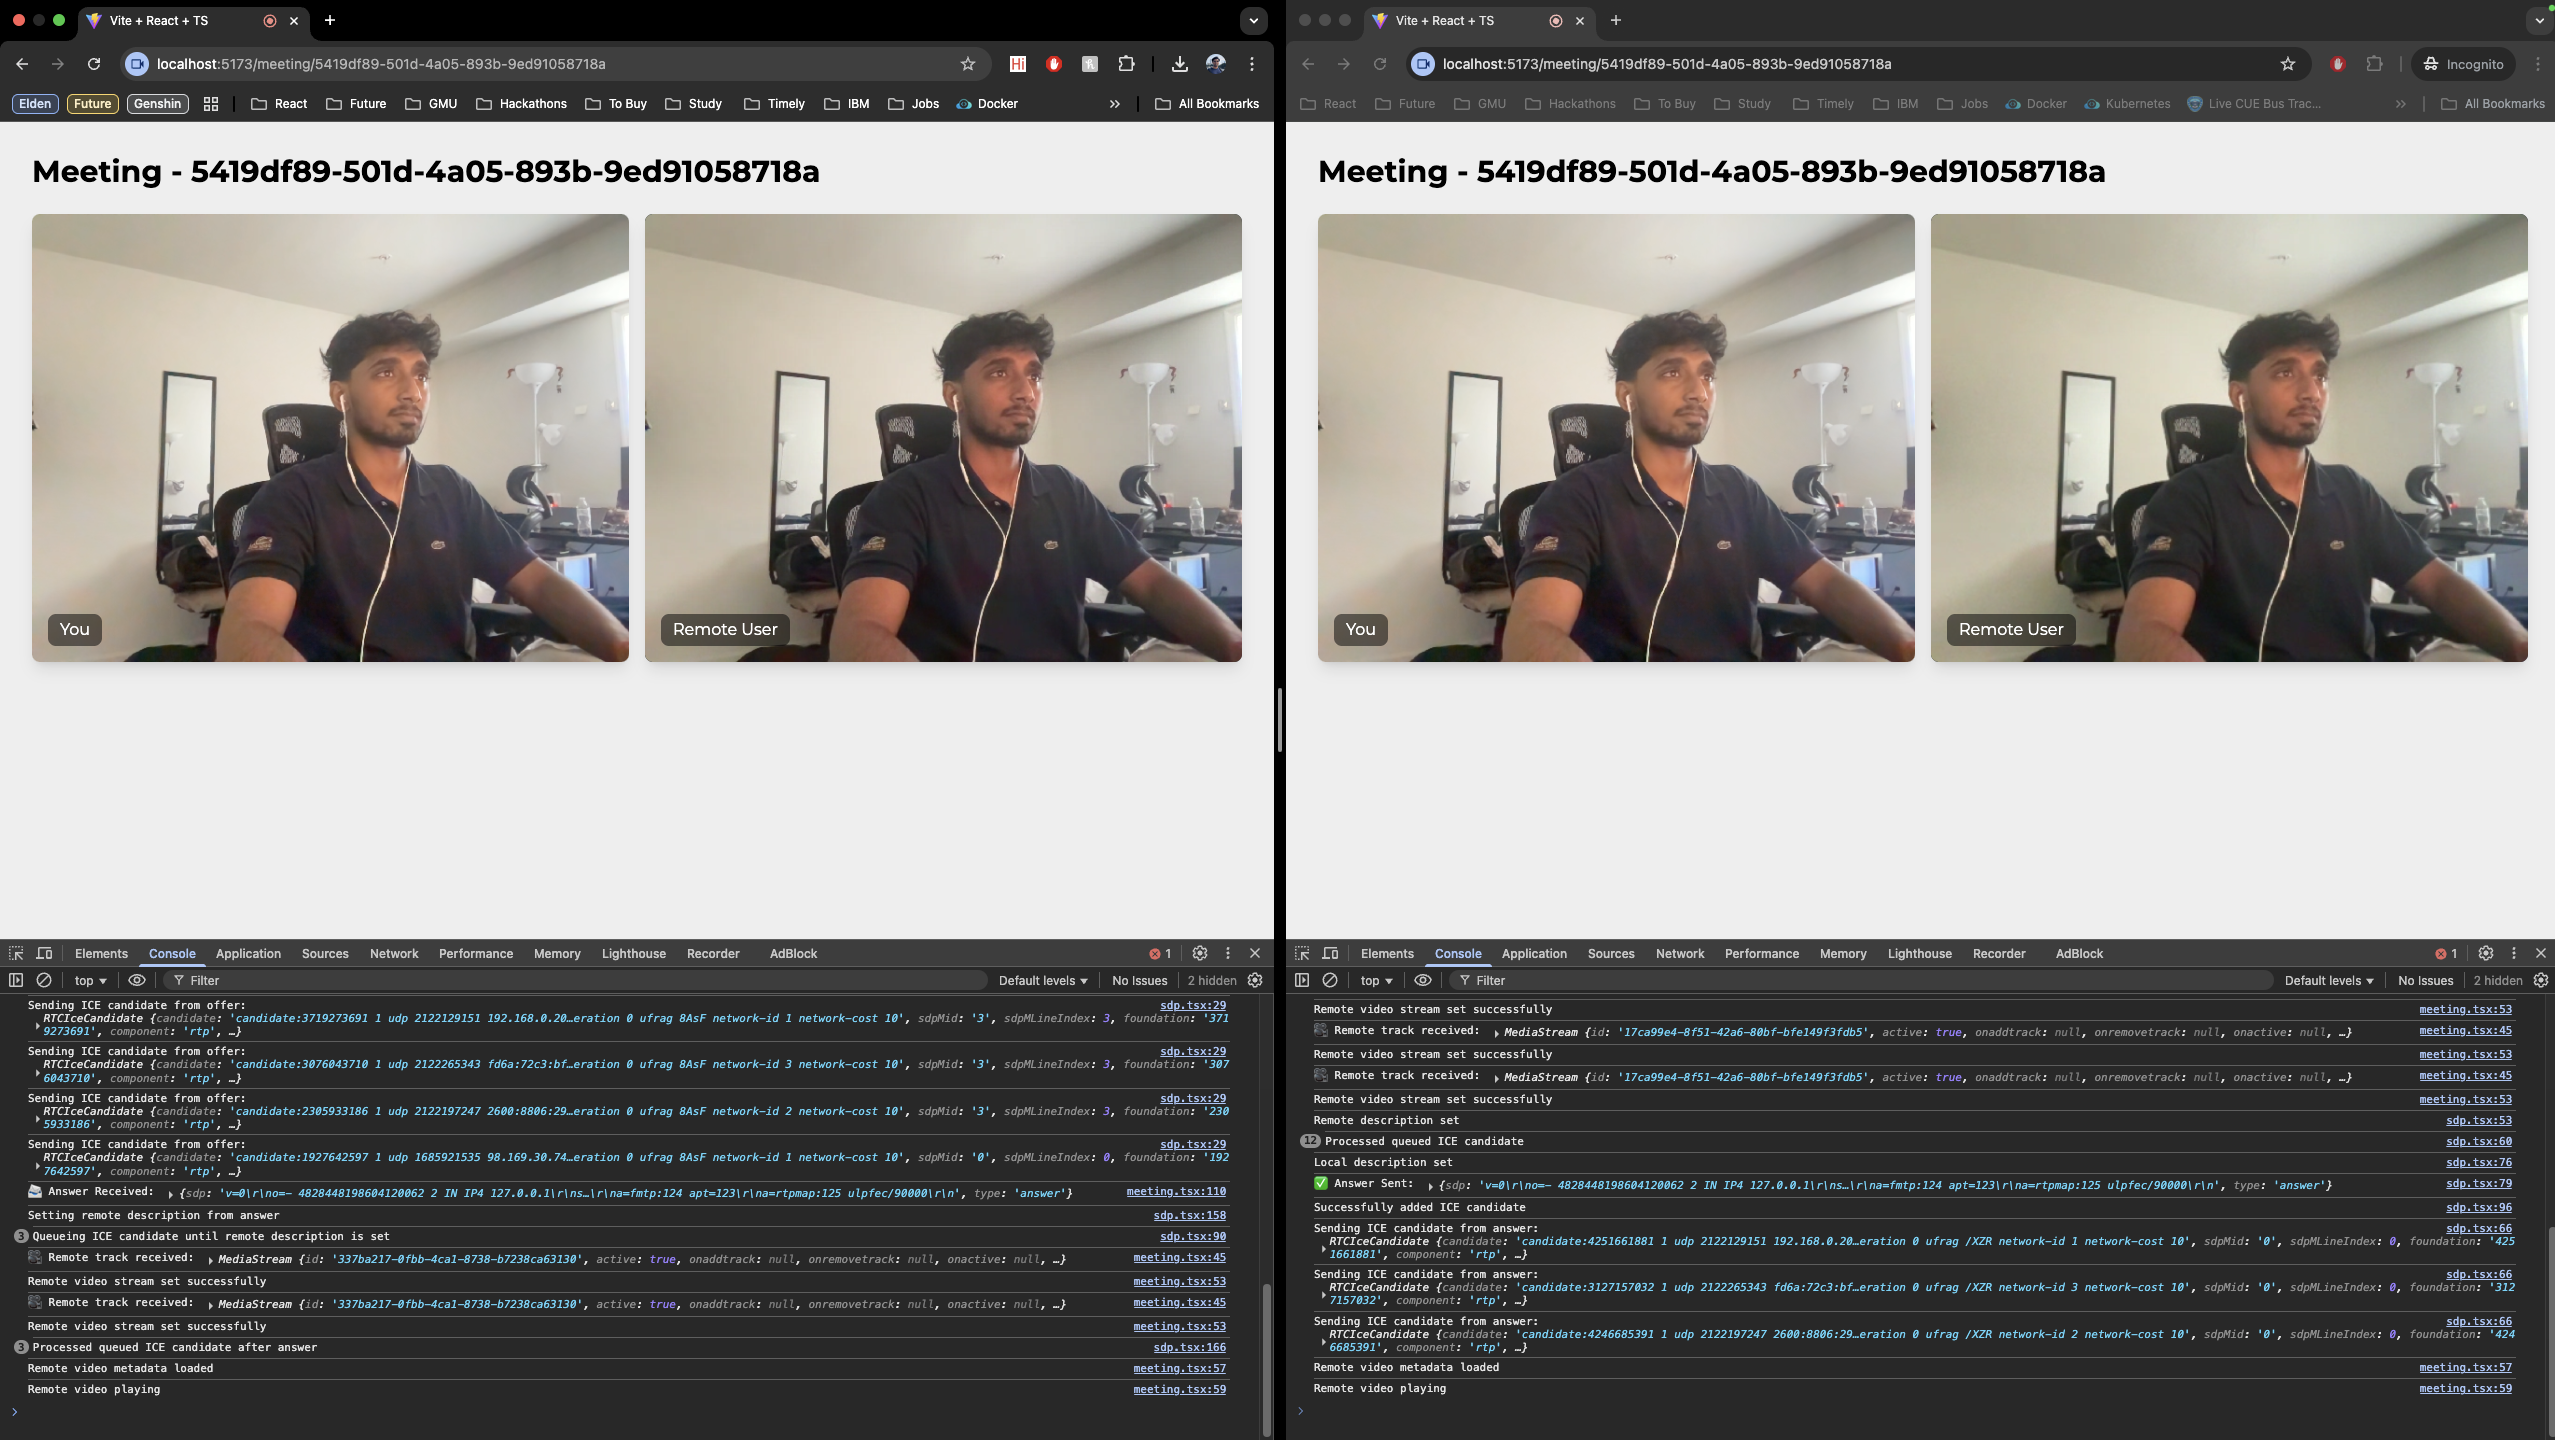 Vite + React + TS
localhost:5173/meeting/5419df89-501d-4a05-893b-9ed91058718a
Hi
Elden Future Genshin React Future GMU Hackathons To Buy Study Timely IBM Jobs Docker » All Bookmarks
Meeting - 5419df89-501d-4a05-893b-9ed91058718a
You
Remote User
Elements Console Application Sources Network Performance Memory Lighthouse Recorder AdBlock 1
top Filter Default levels No Issues 2 hidden
Sending ICE candidate from offer: sdp.tsx:29
RTCIceCandidate {candidate: 'candidate:3719273691 1 udp 2122129151 192.168.0.20…eration 0 ufrag 8AsF network-id 1 network-cost 10', sdpMid: '3', sdpMLineIndex: 3, foundation: '371
9273691', component: 'rtp', …}
Sending ICE candidate from offer: sdp.tsx:29
RTCIceCandidate {candidate: 'candidate:3076043710 1 udp 2122265343 fd6a:72c3:bf…eration 0 ufrag 8AsF network-id 3 network-cost 10', sdpMid: '3', sdpMLineIndex: 3, foundation: '307
6043710', component: 'rtp', …}
Sending ICE candidate from offer: sdp.tsx:29
RTCIceCandidate {candidate: 'candidate:2305933186 1 udp 2122197247 2600:8806:29…eration 0 ufrag 8AsF network-id 2 network-cost 10', sdpMid: '3', sdpMLineIndex: 3, foundation: '230
5933186', component: 'rtp', …}
Sending ICE candidate from offer: sdp.tsx:29
RTCIceCandidate {candidate: 'candidate:1927642597 1 udp 1685921535 98.169.30.74…eration 0 ufrag 8AsF network-id 1 network-cost 10', sdpMid: '0', sdpMLineIndex: 0, foundation: '192
7642597', component: 'rtp', …}
Answer Received: {sdp: 'v=0\r\no=- 4828448198604120062 2 IN IP4 127.0.0.1\r\ns…\r\na=fmtp:124 apt=123\r\na=rtpmap:125 ulpfec/90000\r\n', type: 'answer'} meeting.tsx:110
Setting remote description from answer sdp.tsx:158
3 Queueing ICE candidate until remote description is set sdp.tsx:90
Remote track received: MediaStream {id: '337ba217-0fbb-4ca1-8738-b7238ca63130', active: true, onaddtrack: null, onremovetrack: null, onactive: null, …} meeting.tsx:45
Remote video stream set successfully meeting.tsx:53
Remote track received: MediaStream {id: '337ba217-0fbb-4ca1-8738-b7238ca63130', active: true, onaddtrack: null, onremovetrack: null, onactive: null, …} meeting.tsx:45
Remote video stream set successfully meeting.tsx:53
3 Processed queued ICE candidate after answer sdp.tsx:166
Remote video metadata loaded meeting.tsx:57
Remote video playing meeting.tsx:59
Vite + React + TS
localhost:5173/meeting/5419df89-501d-4a05-893b-9ed91058718a Incognito
React Future GMU Hackathons To Buy Study Timely IBM Jobs Docker Kubernetes Live CUE Bus Trac... » All Bookmarks
Meeting - 5419df89-501d-4a05-893b-9ed91058718a
You
Remote User
Elements Console Application Sources Network Performance Memory Lighthouse Recorder AdBlock 1
top Filter Default levels No Issues 2 hidden
Remote video stream set successfully meeting.tsx:53
Remote track received: MediaStream {id: '17ca99e4-8f51-42a6-80bf-bfe149f3fdb5', active: true, onaddtrack: null, onremovetrack: null, onactive: null, …} meeting.tsx:45
Remote video stream set successfully meeting.tsx:53
Remote track received: MediaStream {id: '17ca99e4-8f51-42a6-80bf-bfe149f3fdb5', active: true, onaddtrack: null, onremovetrack: null, onactive: null, …} meeting.tsx:45
Remote video stream set successfully meeting.tsx:53
Remote description set sdp.tsx:53
12 Processed queued ICE candidate sdp.tsx:60
Local description set sdp.tsx:76
Answer Sent: {sdp: 'v=0\r\no=- 4828448198604120062 2 IN IP4 127.0.0.1\r\ns…\r\na=fmtp:124 apt=123\r\na=rtpmap:125 ulpfec/90000\r\n', type: 'answer'} sdp.tsx:79
Successfully added ICE candidate sdp.tsx:96
Sending ICE candidate from answer: sdp.tsx:66
RTCIceCandidate {candidate: 'candidate:4251661881 1 udp 2122129151 192.168.0.20…eration 0 ufrag /XZR network-id 1 network-cost 10', sdpMid: '0', sdpMLineIndex: 0, foundation: '425
1661881', component: 'rtp', …}
Sending ICE candidate from answer: sdp.tsx:66
RTCIceCandidate {candidate: 'candidate:3127157032 1 udp 2122265343 fd6a:72c3:bf…eration 0 ufrag /XZR network-id 3 network-cost 10', sdpMid: '0', sdpMLineIndex: 0, foundation: '312
7157032', component: 'rtp', …}
Sending ICE candidate from answer: sdp.tsx:66
RTCIceCandidate {candidate: 'candidate:4246685391 1 udp 2122197247 2600:8806:29…eration 0 ufrag /XZR network-id 2 network-cost 10', sdpMid: '0', sdpMLineIndex: 0, foundation: '424
6685391', component: 'rtp', …}
Remote video metadata loaded meeting.tsx:57
Remote video playing meeting.tsx:59